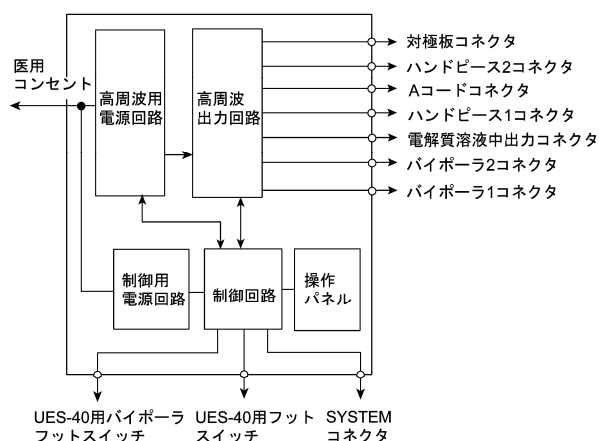 対極板コネクタ
ハンドピース2コネクタ
Aコードコネクタ
ハンドピース1コネクタ
電解質溶液中出力コネクタ
バイポーラ2コネクタ
バイポーラ1コネクタ
医用
コンセント
高周波用
電源回路
高周波
出力回路
制御用
電源回路
制御回路
操作
パネル
UES-40用バイポーラ
フットスイッチ
UES-40用フット
スイッチ
SYSTEM
コネクタ